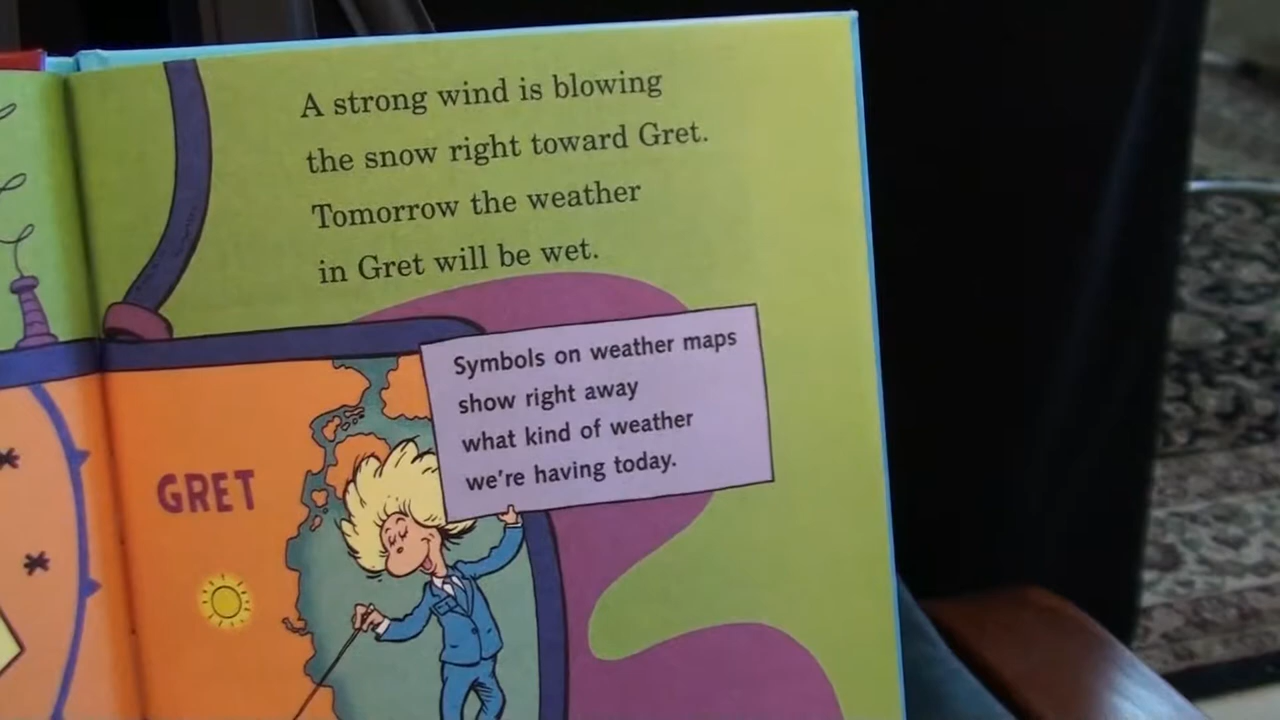 A strong wind is blowing
the snow right toward Gret.
Tomorrow the weather
in Gret will be wet.
Symbols on weather maps
show right away
what kind of weather
we're having today.
GRET